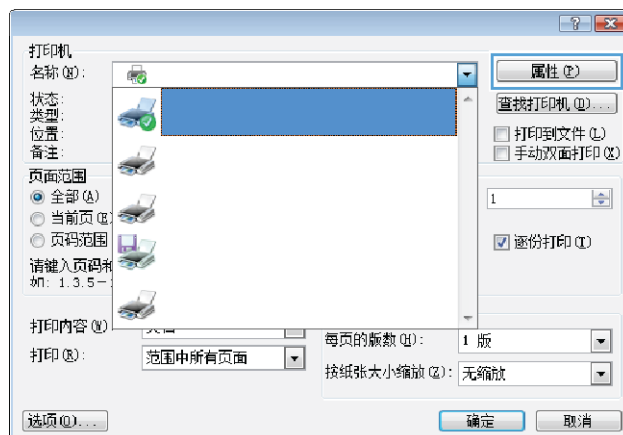 打印机
名称(N):
属性(P)
状态:
查找打印机(D)...
类型:
位置:
打印到文件(L)
备注:
手动双面打印(X)
页面范围
全部(A)
1
当前页(E)
页码范围
逐份打印(T)
请键入页码和
如: 1.3.5-
打印内容(W):
每页的版数(H):
1 版
打印(R):
范围中所有页面
按纸张大小缩放(Z):
无缩放
选项(O)...
确定
取消